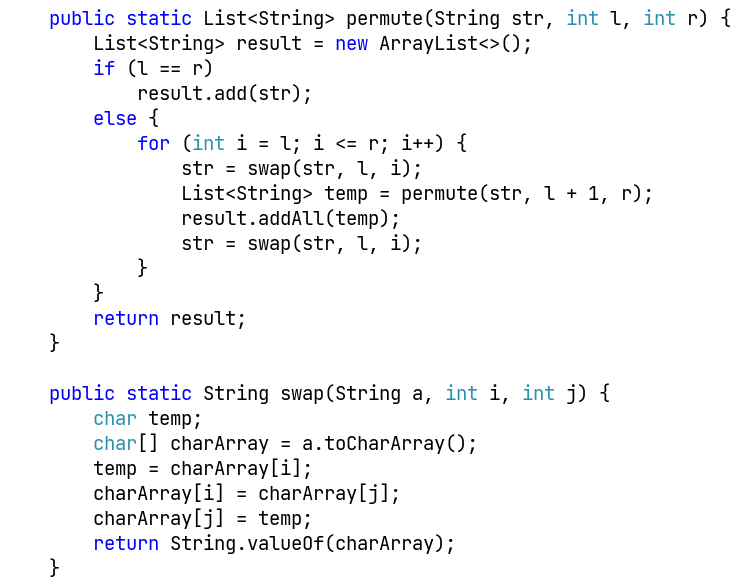 public static List<String> permute(String str, int l, int r) {
    List<String> result = new ArrayList<>();
    if (l == r)
        result.add(str);
    else {
        for (int i = l; i <= r; i++) {
            str = swap(str, l, i);
            List<String> temp = permute(str, l + 1, r);
            result.addAll(temp);
            str = swap(str, l, i);
        }
    }
    return result;
}

public static String swap(String a, int i, int j) {
    char temp;
    char[] charArray = a.toCharArray();
    temp = charArray[i];
    charArray[i] = charArray[j];
    charArray[j] = temp;
    return String.valueOf(charArray);
}